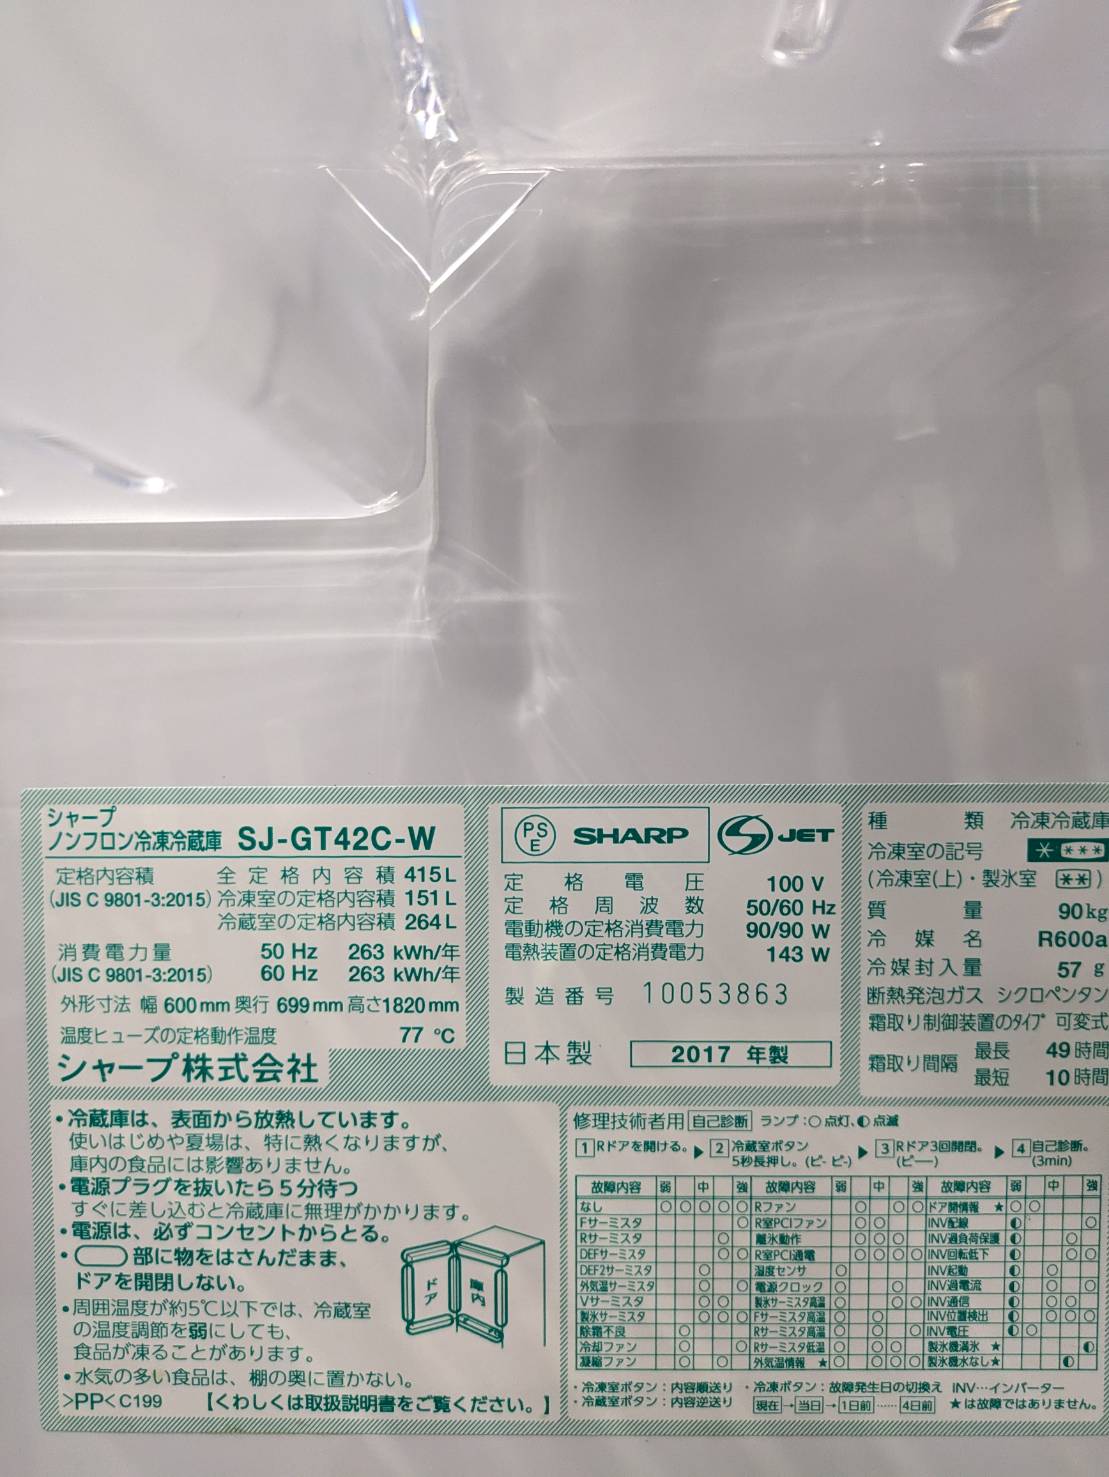 シャープ
ノンフロン冷凍冷蔵庫 SJ-GT42C-W
定格内容積 全定格内容積 415L
(JIS C 9801-3:2015) 冷凍室の定格内容積 151L
冷蔵室の定格内容積 264L
消費電力量 50 Hz 263 kWh/年
(JIS C 9801-3:2015) 60 Hz 263 kWh/年
外形寸法 幅 600mm 奥行 699mm 高さ1820mm
温度ヒューズの定格動作温度 77 ℃
シャープ株式会社
PS
E
SHARP
S JET
定格電圧 100 V
定格周波数 50/60 Hz
電動機の定格消費電力 90/90 W
電熱装置の定格消費電力 143 W
製造番号 10053863
日本製 2017 年製
種類 冷凍冷蔵庫
冷凍室の記号 * ***
(冷凍室(上)・製氷室 ** )
質量 90kg
冷媒名 R600a
冷媒封入量 57 g
断熱発泡ガス シクロペンタン
霜取り制御装置のタイプ 可変式
霜取り間隔 最長 49時間
最短 10時間
・冷蔵庫は、表面から放熱しています。
使いはじめや夏場は、特に熱くなりますが、
庫内の食品には影響ありません。
・電源プラグを抜いたら5分待つ
すぐに差し込むと冷蔵庫に無理がかかります。
・電源は、必ずコンセントからとる。
・ 部に物をはさんだまま、
ドアを開閉しない。
・周囲温度が約5℃以下では、冷蔵室
の温度調節を弱にしても、
食品が凍ることがあります。
・水気の多い食品は、棚の奥に置かない。
>PP< C199 【くわしくは取扱説明書をご覧ください。】
ドア
庫内
修理技術者用 自己診断 ランプ:○点灯、◐点滅
1 Rドアを開ける。▶ 2 冷蔵室ボタン 5秒長押し。(ピ-ピ-) ▶ 3 Rドア3回開閉。(ピー) ▶ 4 自己診断。(3min)
故障内容 弱 中 強 故障内容 弱 中 強 故障内容 弱 中 強
なし ○ ○ ○ ○ ○ Rファン ○ ○ ○ ドア開情報 ★ ○ ○ ○ ○ ○
Fサーミスタ ○ R室PCIファン ○ ○ INV配線 ◐ ○
Rサーミスタ ○ 離氷動作 ○ ○ ○ INV過負荷保護 ◐ ○
DEFサーミスタ ○ ○ R室PCI通電 ○ ○ ○ ○ INV回転低下 ◐ ○ ○
DEF2サーミスタ ○ 湿度センサ ○ INV起動 ◐ ○
外気温サーミスタ ○ ○ 電源クロック ○ ○ INV過電流 ◐ ○ ○
Vサーミスタ ○ ○ 製氷サーミスタ高温 ○ ○ ○ INV通信 ◐ ○ ○
製氷サーミスタ ○ ○ ○ Fサーミスタ高温 ○ ○ INV位置検出 ◐ ○ ○ ○
除霜不良 ○ Rサーミスタ高温 ○ ○ ○ INV電圧 ◐ ○
冷却ファン ○ ○ Rサーミスタ低温 ○ ○ 製氷機満氷 ★ ◐
凝縮ファン ○ ○ 外気温情報 ★ ○ ○ ○ ○ 製氷機水なし★ ◐
・冷凍室ボタン:内容順送り ・冷凍ボタン:故障発生日の切換え INV…インバーター
・冷蔵室ボタン:内容逆送り 現在→当日→1日前……4日前 ★は故障ではありません。